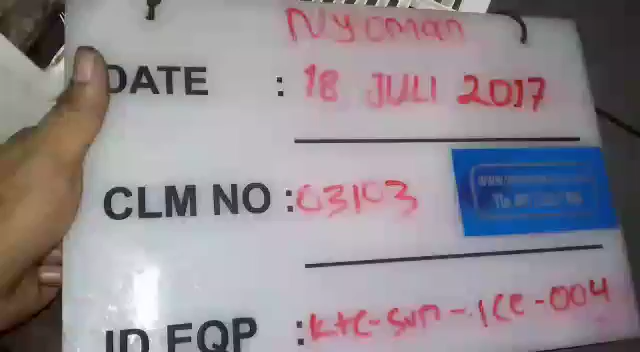 Nyoman
DATE : 18 JULI 2017
CLM NO : 03103
ID EQP : ktc-sun-ice-004